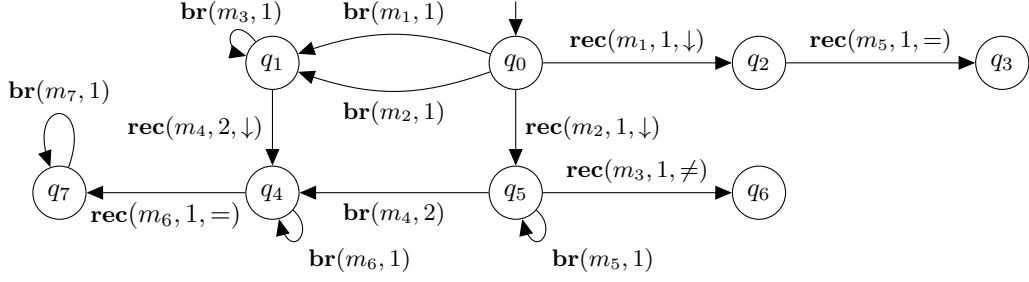 br(m₃, 1)
br(m₁, 1)
q₁
q₀
rec(m₁, 1, ↓)
q₂
rec(m₅, 1, =)
q₃
br(m₂, 1)
br(m₇, 1)
rec(m₄, 2, ↓)
rec(m₂, 1, ↓)
q₇
rec(m₆, 1, =)
q₄
br(m₄, 2)
q₅
rec(m₃, 1, ≠)
q₆
br(m₆, 1)
br(m₅, 1)